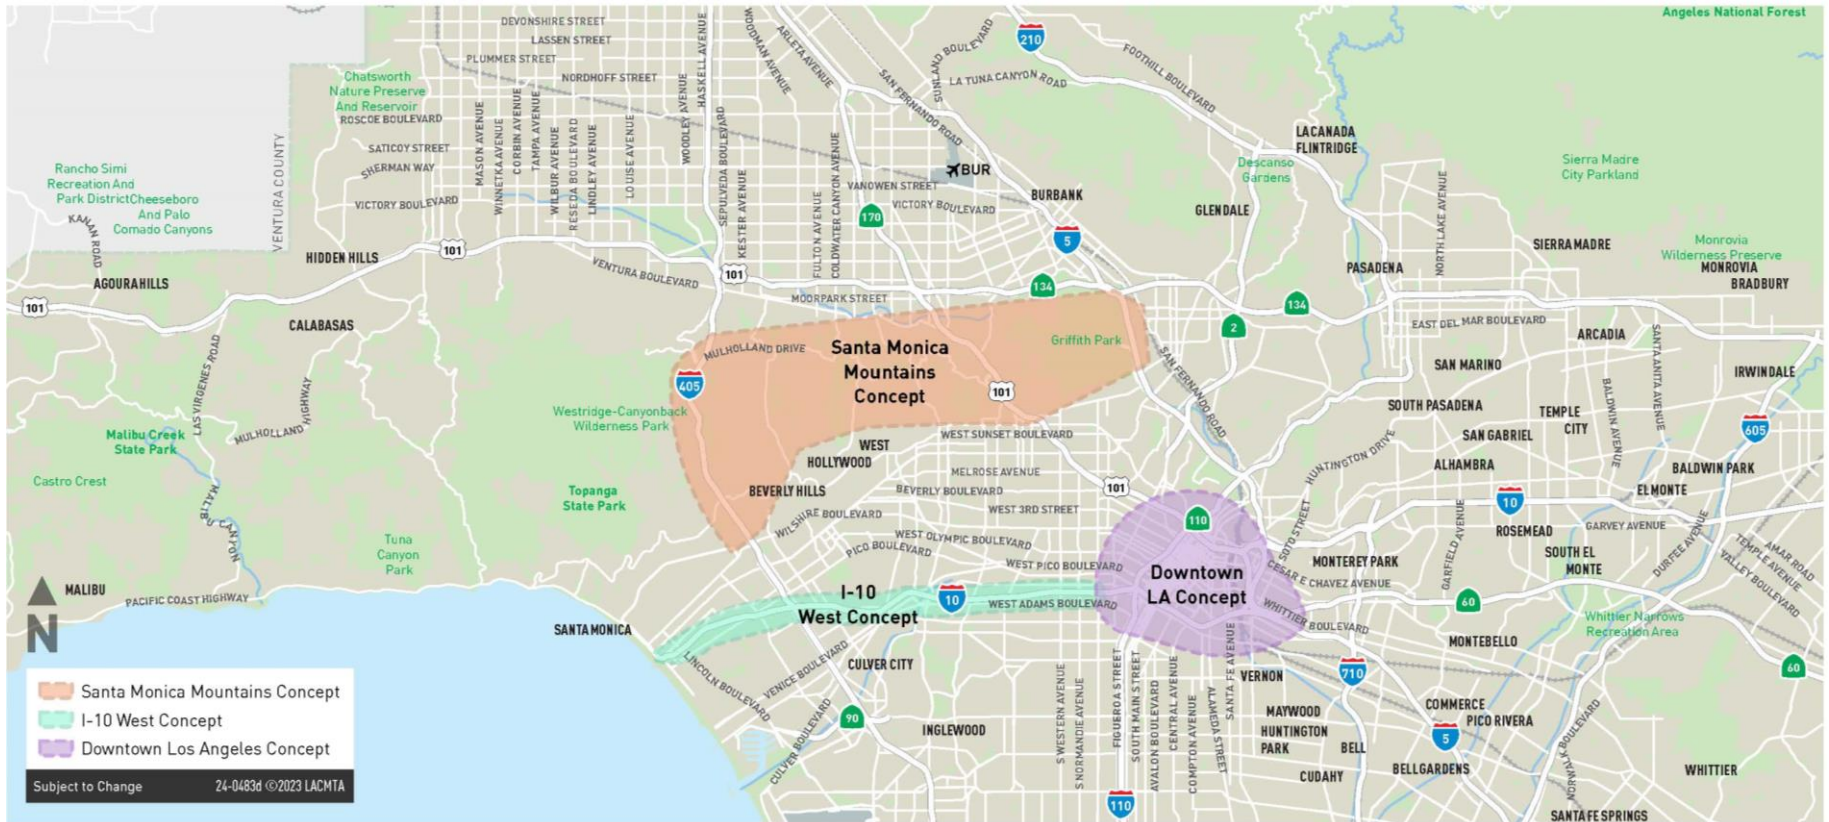 Angeles National Forest
DEVONSHIRE STREET
LASSEN STREET
PLUMMER STREET
NORDHOFF STREET
Chatsworth
Nature Preserve
And Reservoir
ROSCOE BOULEVARD
SATICOY STREET
SHERMAN WAY
VICTORY BOULEVARD
MASON AVENUE
WINNETKA AVENUE
CORBIN AVENUE
TAMPA AVENUE
WILBUR AVENUE
RESEDA BOULEVARD
LINDLEY AVENUE
LOUISE AVENUE
WOODLEY AVENUE
HASKELL AVENUE
SEPULVEDA BOULEVARD
KESTER AVENUE
WOODMAN AVENUE
ARLETA AVENUE
FULTON AVENUE
COLDWATER CANYON AVENUE
SAN FERNANDO ROAD
SUNLAND BOULEVARD
LA TUNA CANYON ROAD
210
FOOTHILL BOULEVARD
VANOWEN STREET
VICTORY BOULEVARD
BUR
BURBANK
170
5
LACANADA
FLINTRIDGE
Descanso
Gardens
GLENDALE
Sierra Madre
City Parkland
NORTH LAKE AVENUE
SIERRA MADRE
Monrovia
Wilderness Preserve
MONROVIA
BRADBURY
PASADENA
Rancho Simi
Recreation And
Park District
Cheeseboro
And Palo
Comado Canyons
KANAN ROAD
VENTURA COUNTY
HIDDEN HILLS
101
AGOURAHILLS
101
CALABASAS
VENTURA BOULEVARD
101
MOORPARK STREET
134
134
2
EAST DEL MAR BOULEVARD
ARCADIA
SANTA ANITA AVENUE
BALDWIN AVENUE
SAN MARINO
IRWINDALE
SOUTH PASADENA
TEMPLE
CITY
SAN GABRIEL
605
ALHAMBRA
BALDWIN PARK
EL MONTE
10
ROSEMEAD
GARVEY AVENUE
SOUTH EL
MONTE
DURFEE AVENUE
AMAR ROAD
TEMPLE AVENUE
VALLEY BOULEVARD
HUNTINGTON DRIVE
SOTO STREET
GARFIELD AVENUE
MONTEREY PARK
CESAR E CHAVEZ AVENUE
60
WHITTIER BOULEVARD
Whittier Narrows
Recreation Area
MONTEBELLO
60
MULHOLLAND DRIVE
405
Santa Monica
Mountains
Concept
Griffith Park
101
SAN FERNANDO ROAD
Westridge-Canyonback
Wilderness Park
LAS VIRGENES ROAD
MULHOLLAND HIGHWAY
Malibu Creek
State Park
Castro Crest
MALIBU CANYON
Topanga
State Park
Tuna
Canyon
Park
MALIBU
PACIFIC COAST HIGHWAY
WEST
HOLLYWOOD
WEST SUNSET BOULEVARD
MELROSE AVENUE
BEVERLY HILLS
BEVERLY BOULEVARD
101
WEST 3RD STREET
WILSHIRE BOULEVARD
WEST OLYMPIC BOULEVARD
PICO BOULEVARD
WEST PICO BOULEVARD
110
Downtown
LA Concept
I-10
West Concept
10
WEST ADAMS BOULEVARD
SANTA MONICA
LINCOLN BOULEVARD
VENICE BOULEVARD
CULVER CITY
CULVER BOULEVARD
90
INGLEWOOD
S WESTERN AVENUE
S NORMANDIE AVENUE
FIGUEROA STREET
SOUTH MAIN STREET
AVALON BOULEVARD
CENTRAL AVENUE
COMPTON AVENUE
ALAMEDA STREET
SANTA FE AVENUE
VERNON
710
MAYWOOD
HUNTINGTON
PARK
BELL
CUDAHY
COMMERCE
PICO RIVERA
5
BELL GARDENS
NORWALK BOULEVARD
WHITTIER
SANTA FE SPRINGS
110
N
Santa Monica Mountains Concept
I-10 West Concept
Downtown Los Angeles Concept
Subject to Change
24-0483d ©2023 LACMTA